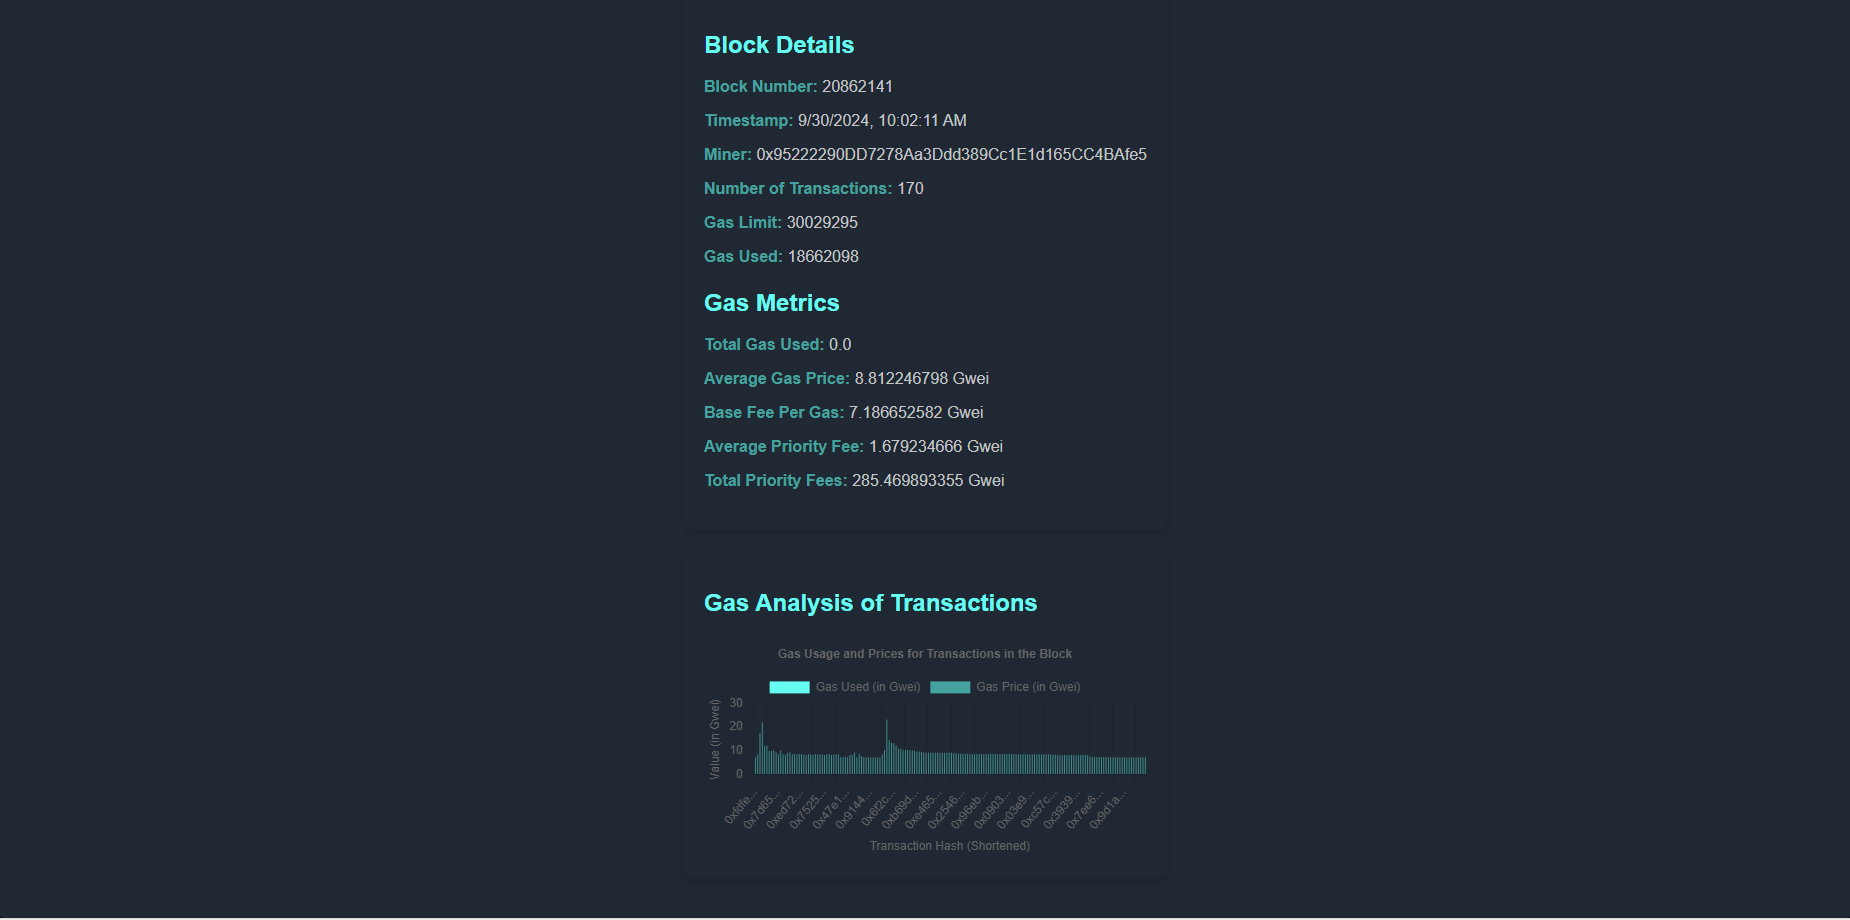 Block Details
Block Number: 20862141
Timestamp: 9/30/2024, 10:02:11 AM
Miner: 0x95222290DD7278Aa3Ddd389Cc1E1d165CC4BAfe5
Number of Transactions: 170
Gas Limit: 30029295
Gas Used: 18662098
Gas Metrics
Total Gas Used: 0.0
Average Gas Price: 8.812246798 Gwei
Base Fee Per Gas: 7.186652582 Gwei
Average Priority Fee: 1.679234666 Gwei
Total Priority Fees: 285.469893355 Gwei
Gas Analysis of Transactions
Gas Usage and Prices for Transactions in the Block
Gas Used (in Gwei) Gas Price (in Gwei)
Value (in Gwei)
30
20
10
0
0xfdfe... 0x7d65... 0xed72... 0x7525... 0x47e1... 0x9144... 0x6f2c... 0xb69d... 0xe465... 0x2546... 0x96eb... 0x0903... 0x03e9... 0xc57c... 0x3939... 0x7ee6... 0x9d1a...
Transaction Hash (Shortened)